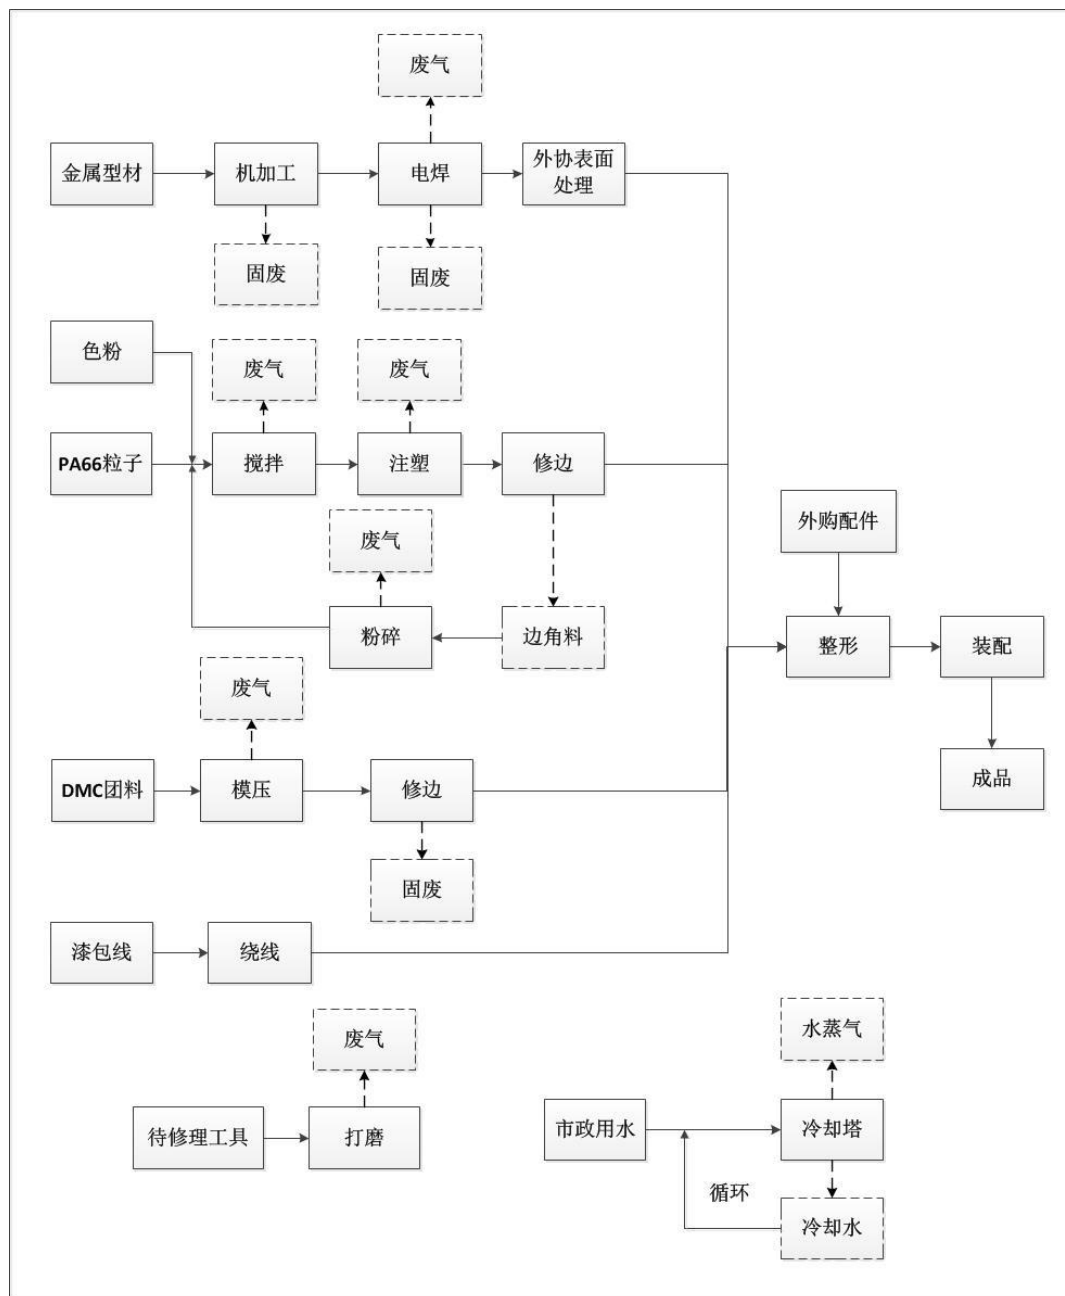 废气
金属型材
机加工
电焊
外协表面
处理
固废
固废
色粉
废气
废气
PA66粒子
搅拌
注塑
修边
废气
外购配件
粉碎
边角料
整形
装配
废气
DMC团料
模压
修边
成品
固废
漆包线
绕线
废气
水蒸气
待修理工具
打磨
市政用水
冷却塔
循环
冷却水